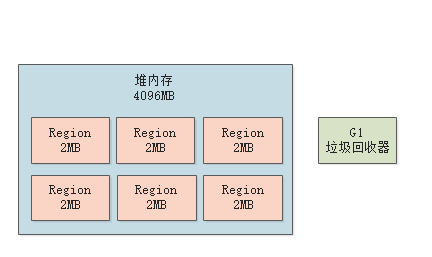 堆内存
4096MB
Region
2MB
Region
2MB
Region
2MB
G1
垃圾回收器
Region
2MB
Region
2MB
Region
2MB